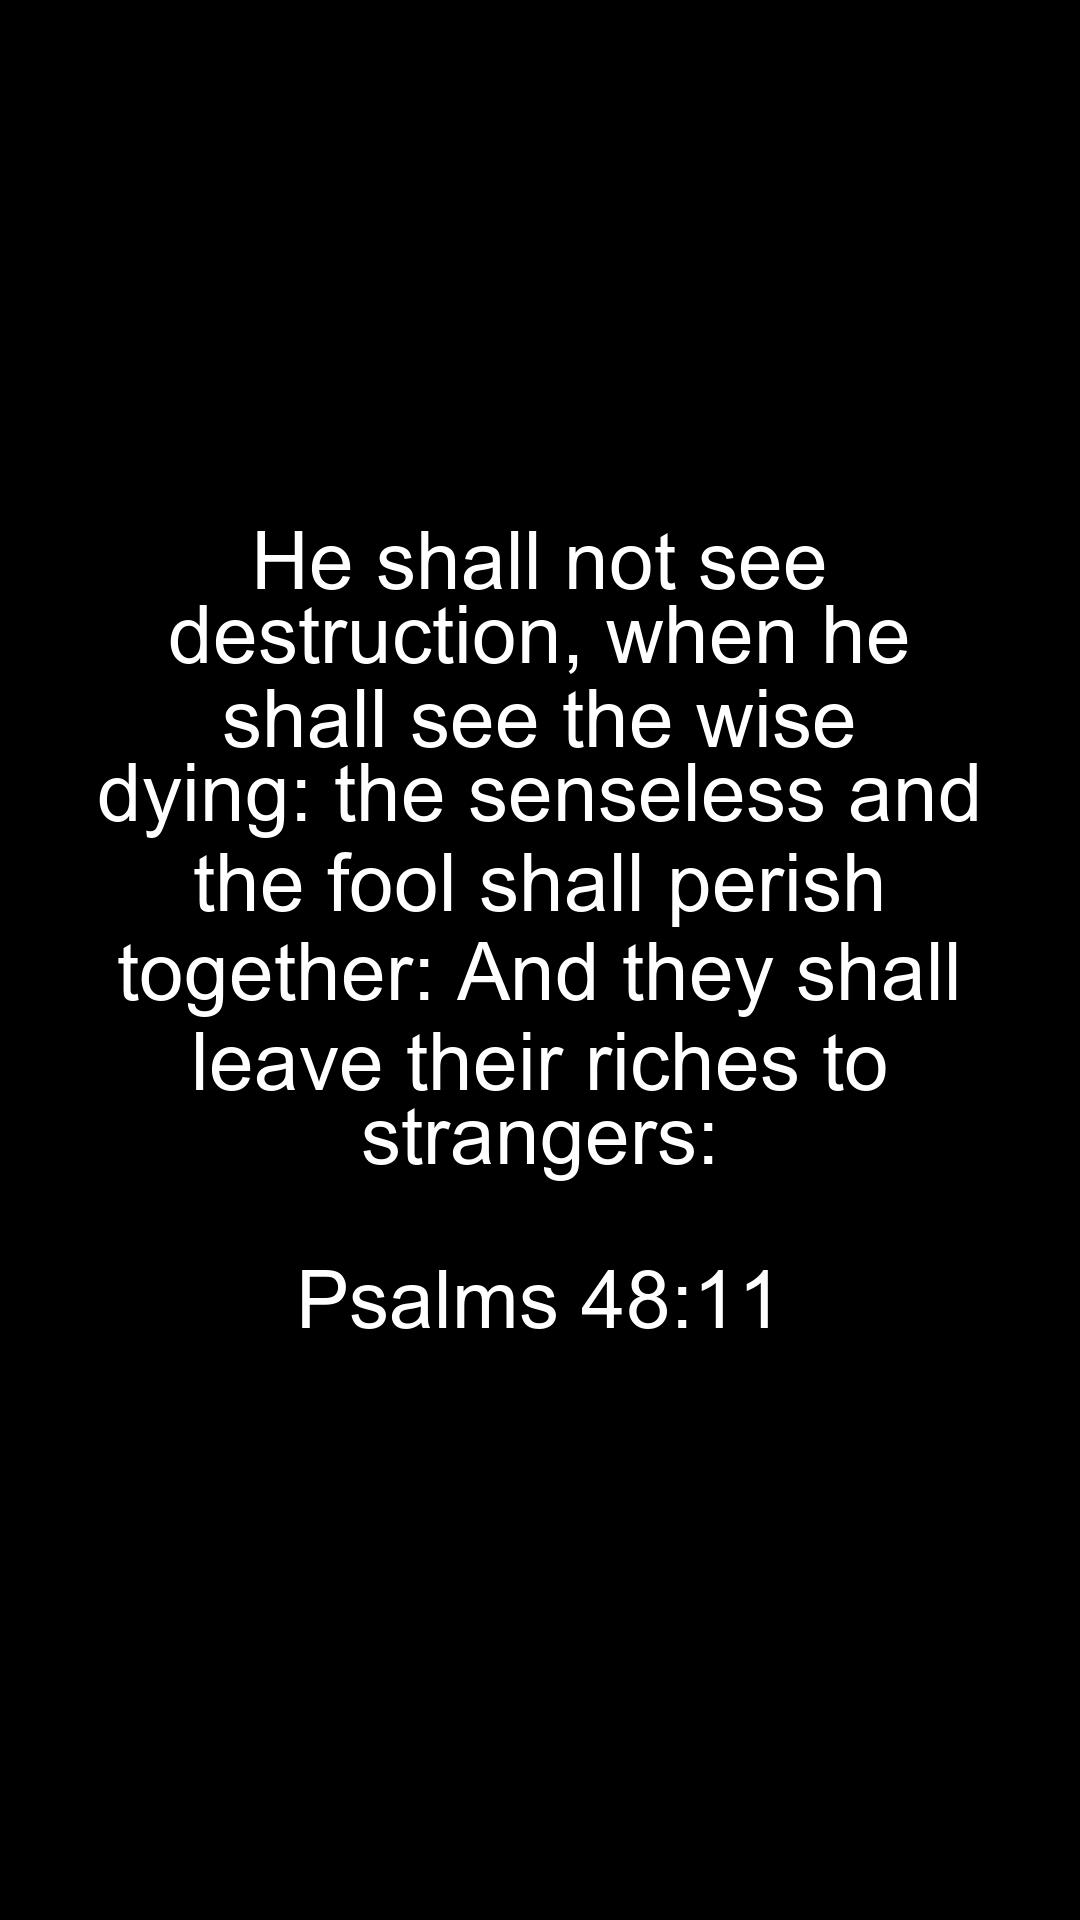 He shall not see
destruction, when he
shall see the wise
dying: the senseless and
the fool shall perish
together: And they shall
leave their riches to
strangers:
Psalms 48:11